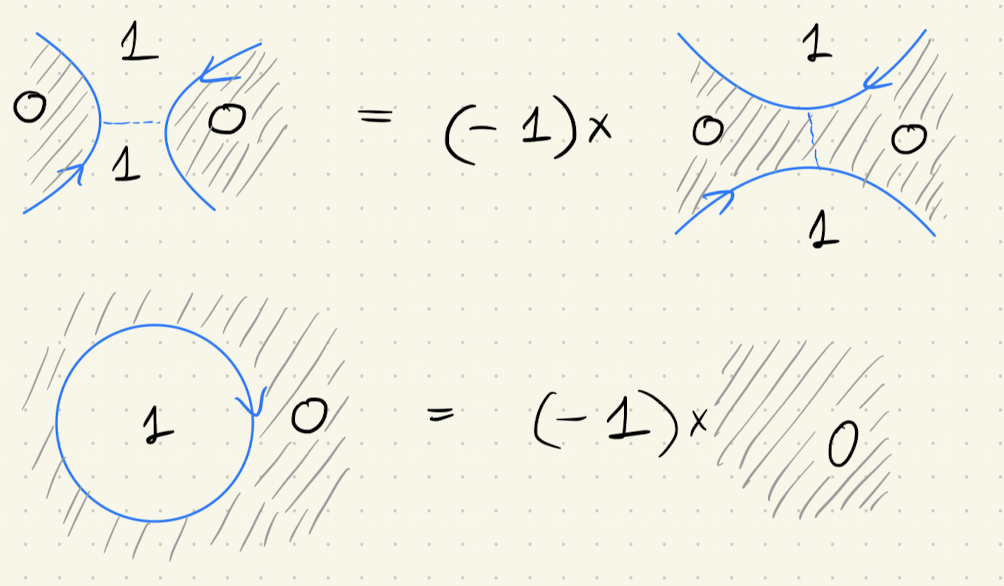 1 1
0 0 = (-1)× 0 0
1 1
1 0 = (-1)× 0